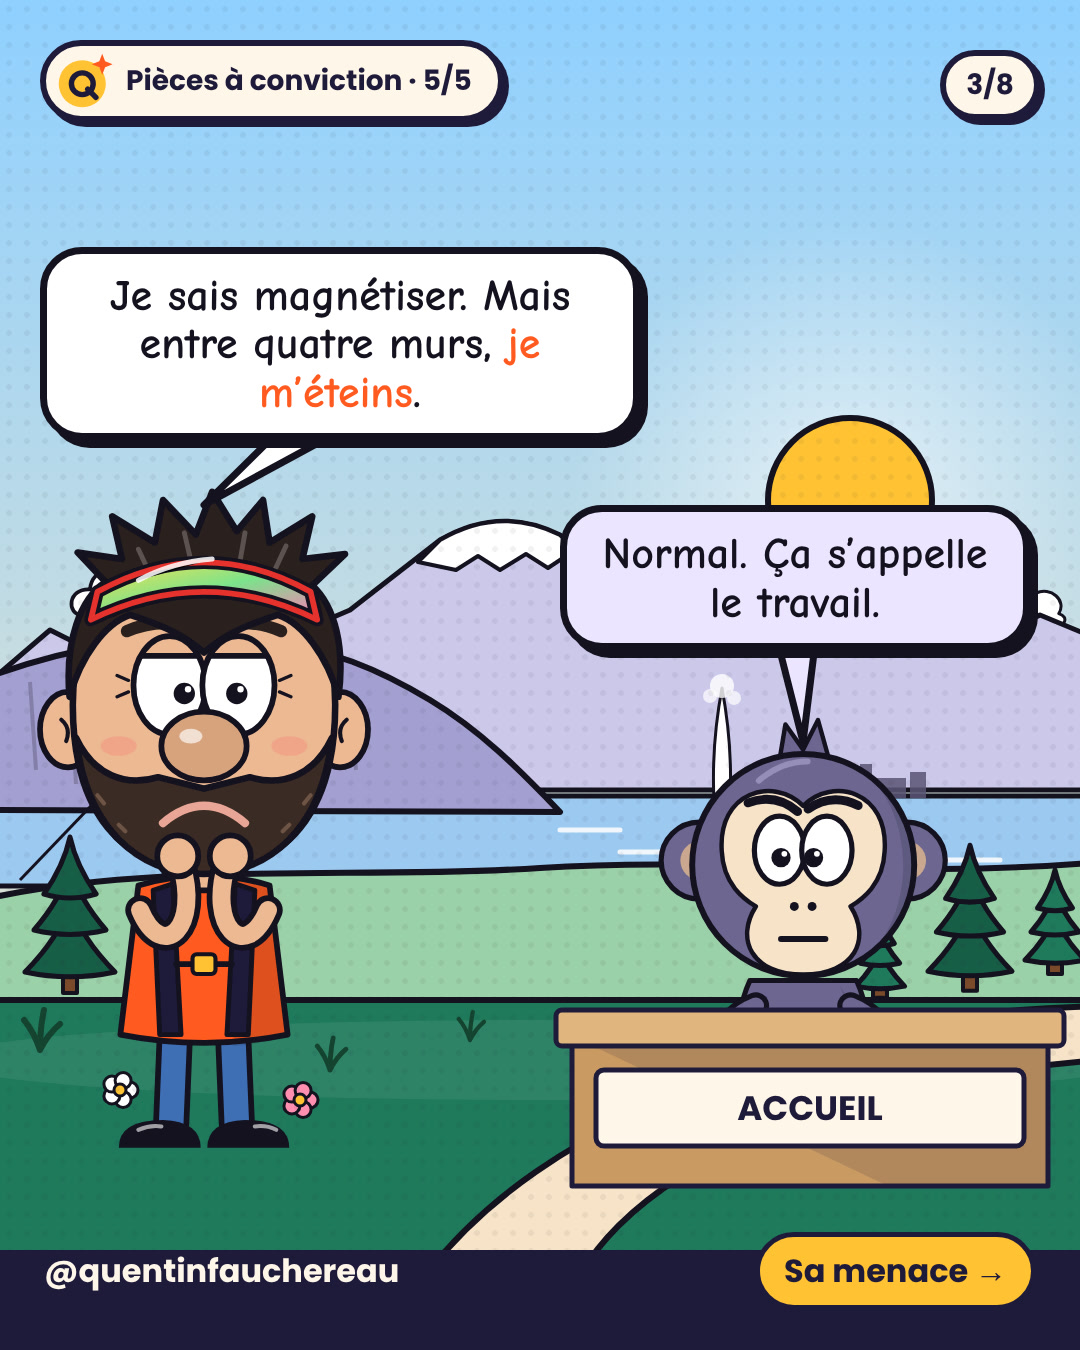 Pièces à conviction · 5/5
3/8
Je sais magnétiser. Mais
entre quatre murs, je
m'éteins.
Normal. Ça s'appelle
le travail.
ACCUEIL
@quentinfauchereau
Sa menace →